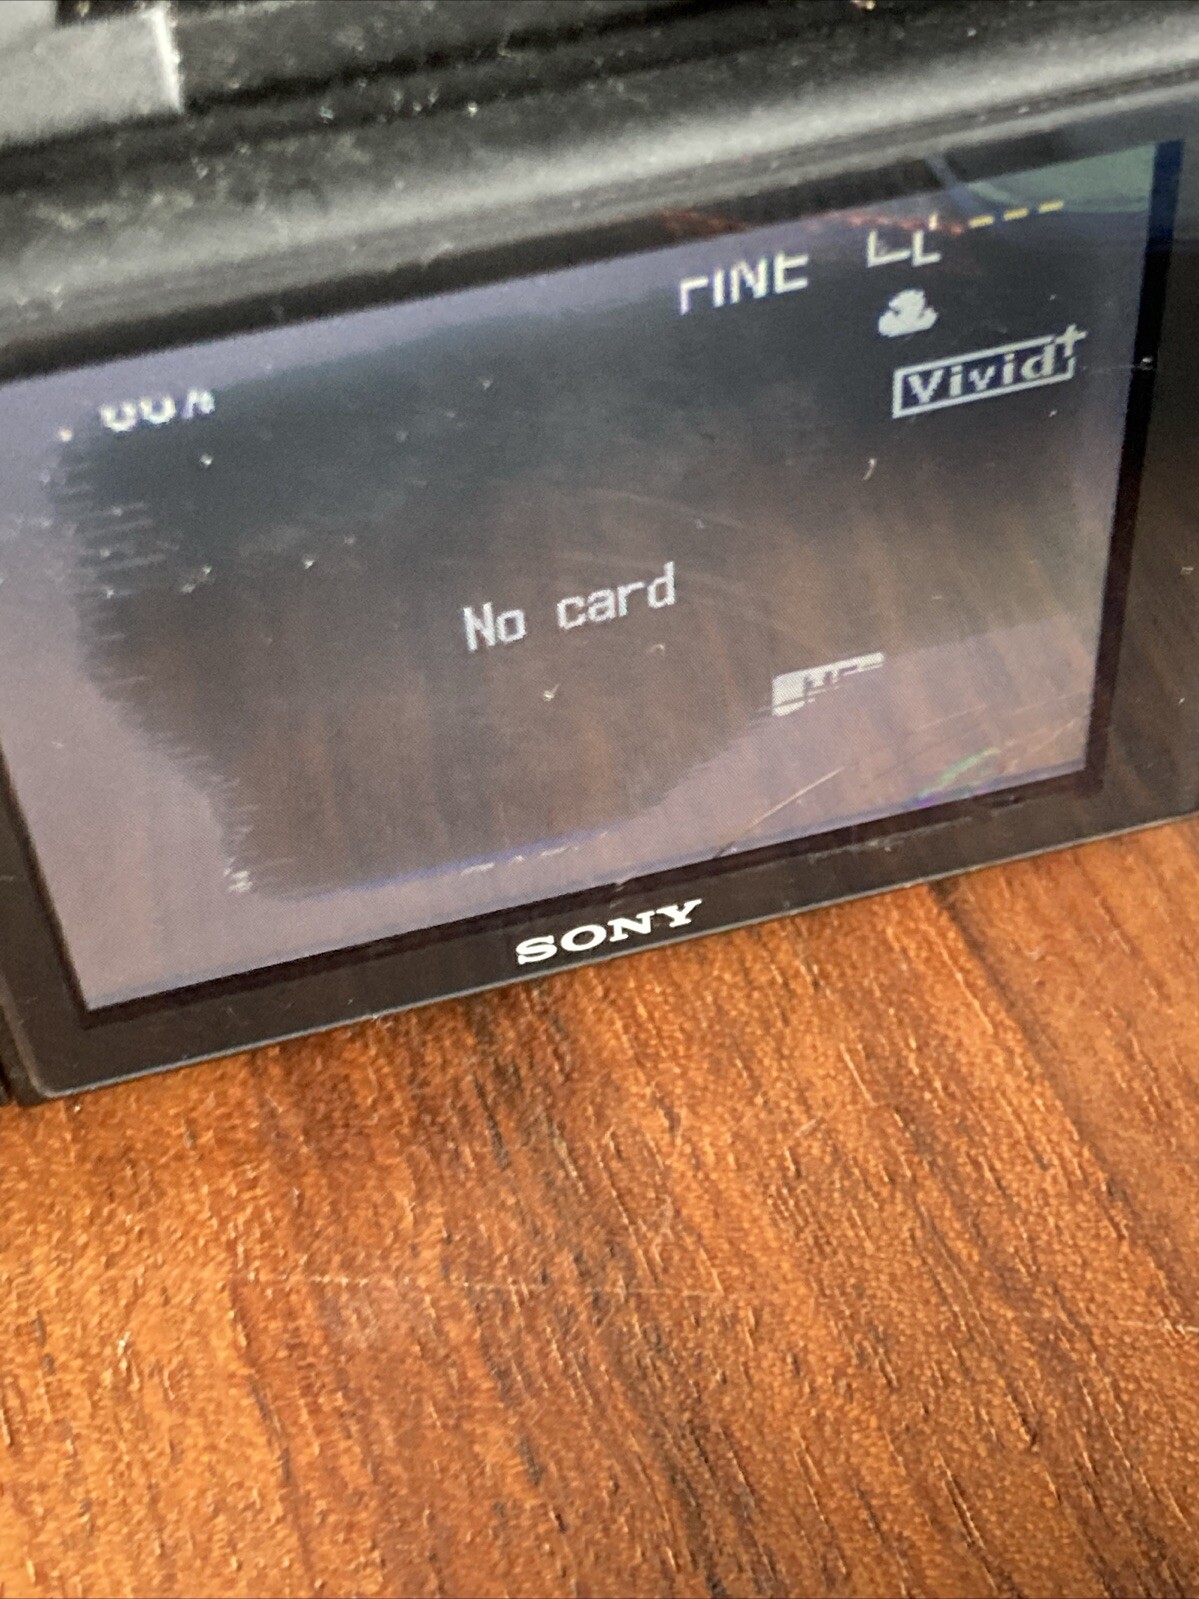 FINE
Vivid+
No card
SONY